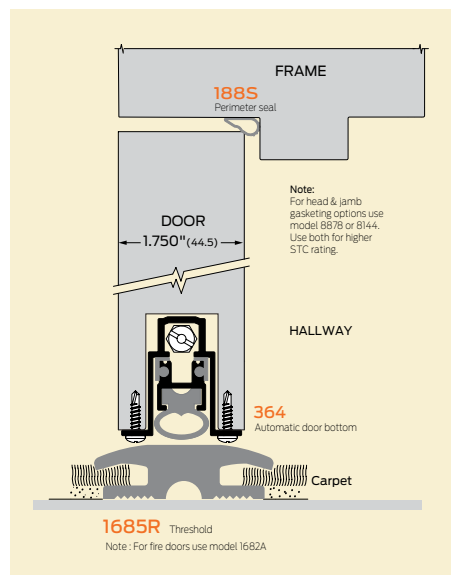 FRAME
188S
Perimeter seal
Note:
For head & jamb
gasketing options use
model 8878 or 8144.
Use both for higher
STC rating.
DOOR
1.750" (44.5)
HALLWAY
364
Automatic door bottom
Carpet
1685R Threshold
Note : For fire doors use model 1682A